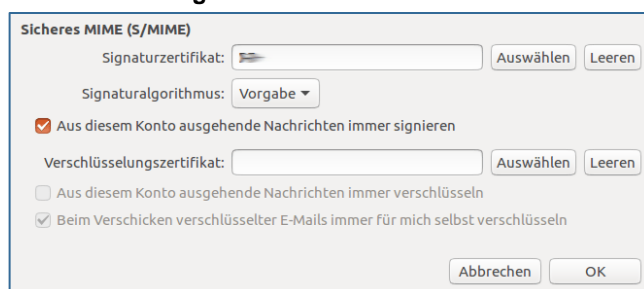 Sicheres MIME (S/MIME)
Signaturzertifikat: Auswählen Leeren
Signaturalgorithmus: Vorgabe
Aus diesem Konto ausgehende Nachrichten immer signieren
Verschlüsselungszertifikat: Auswählen Leeren
Aus diesem Konto ausgehende Nachrichten immer verschlüsseln
Beim Verschicken verschlüsselter E-Mails immer für mich selbst verschlüsseln
Abbrechen OK